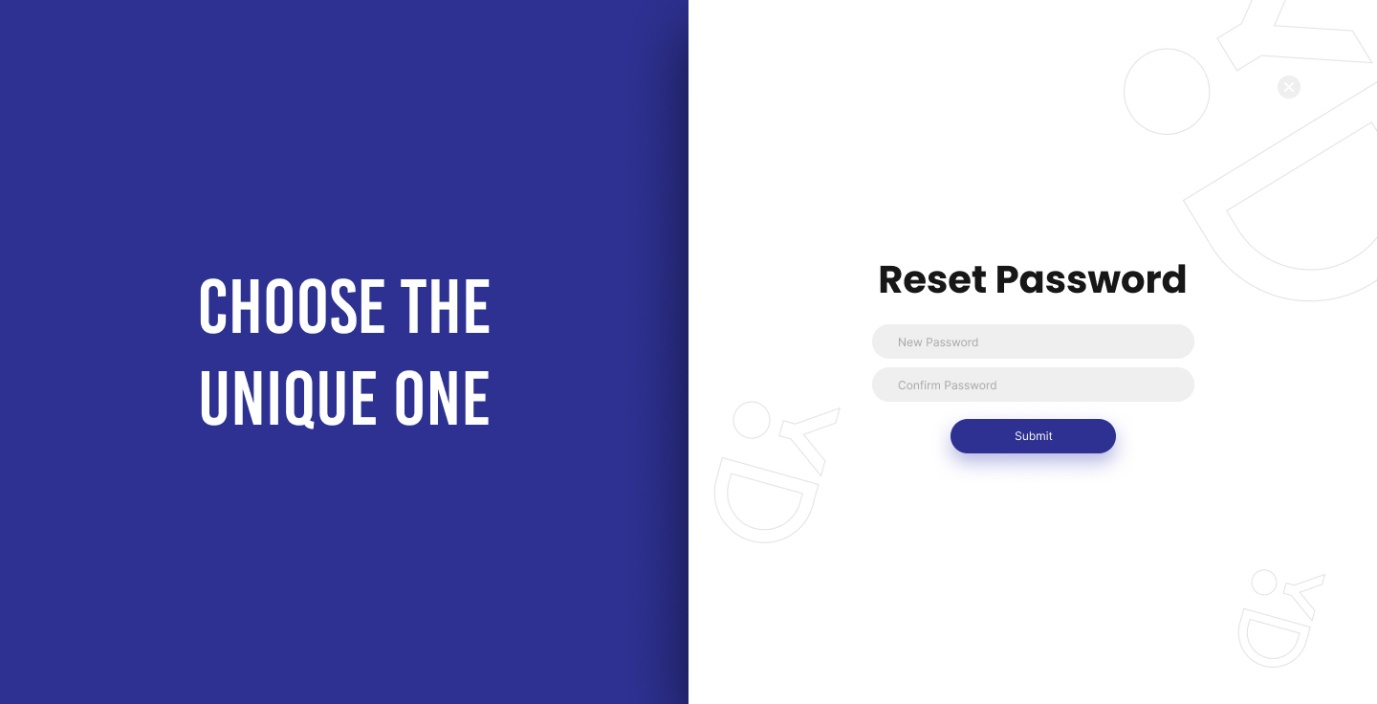 CHOOSE THE
UNIQUE ONE
Reset Password
New Password
Confirm Password
Submit